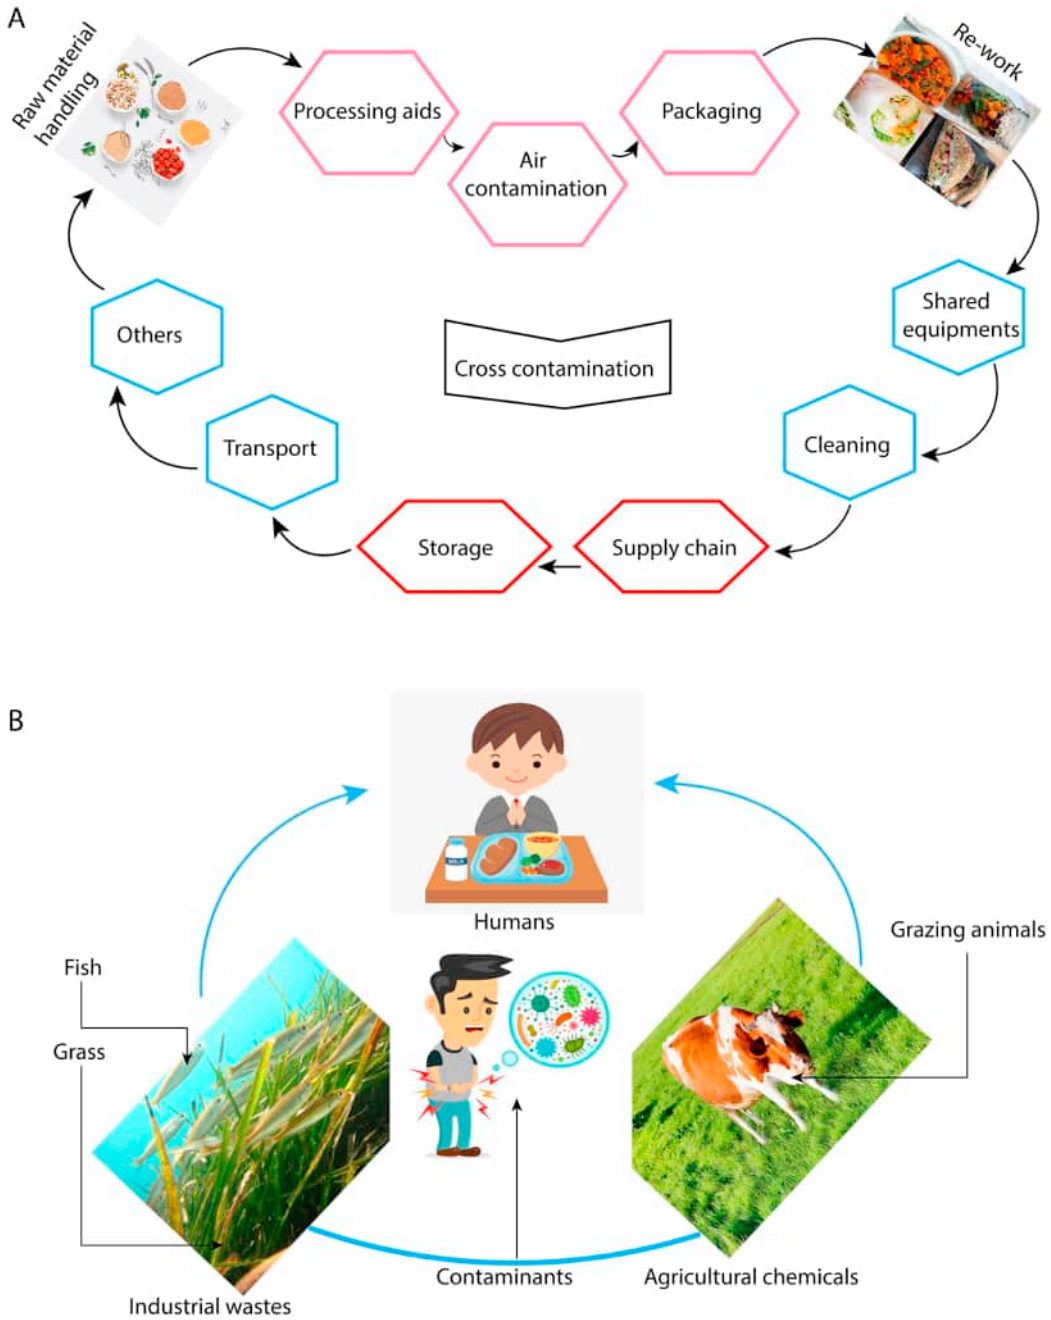 A
Raw material
handling
Processing aids
Air
contamination
Packaging
Re-work
Shared
equipments
Cleaning
Supply chain
Storage
Transport
Others
Cross contamination
B
MILK
Humans
Fish
Grass
Grazing animals
Contaminants
Industrial wastes
Agricultural chemicals